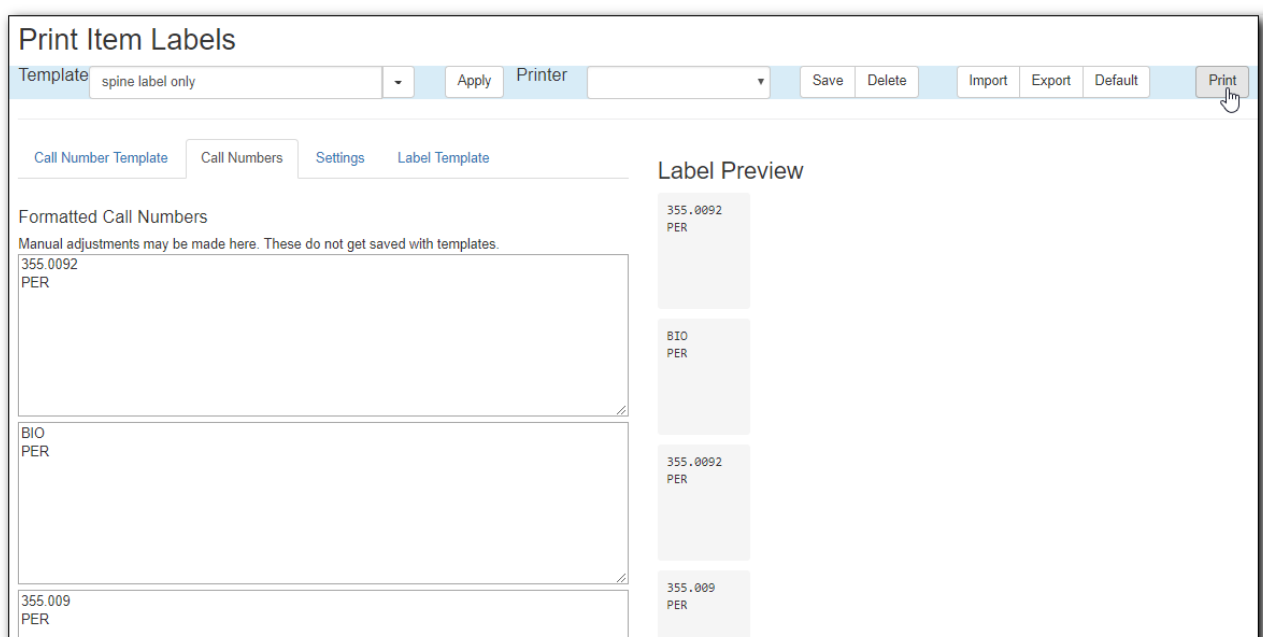 Print Item Labels
Template spine label only Apply Printer Save Delete Import Export Default Print
Call Number Template Call Numbers Settings Label Template
Label Preview
Formatted Call Numbers
Manual adjustments may be made here. These do not get saved with templates.
355.0092
PER
BIO
PER
355.009
PER
355.0092
PER
BIO
PER
355.0092
PER
355.009
PER